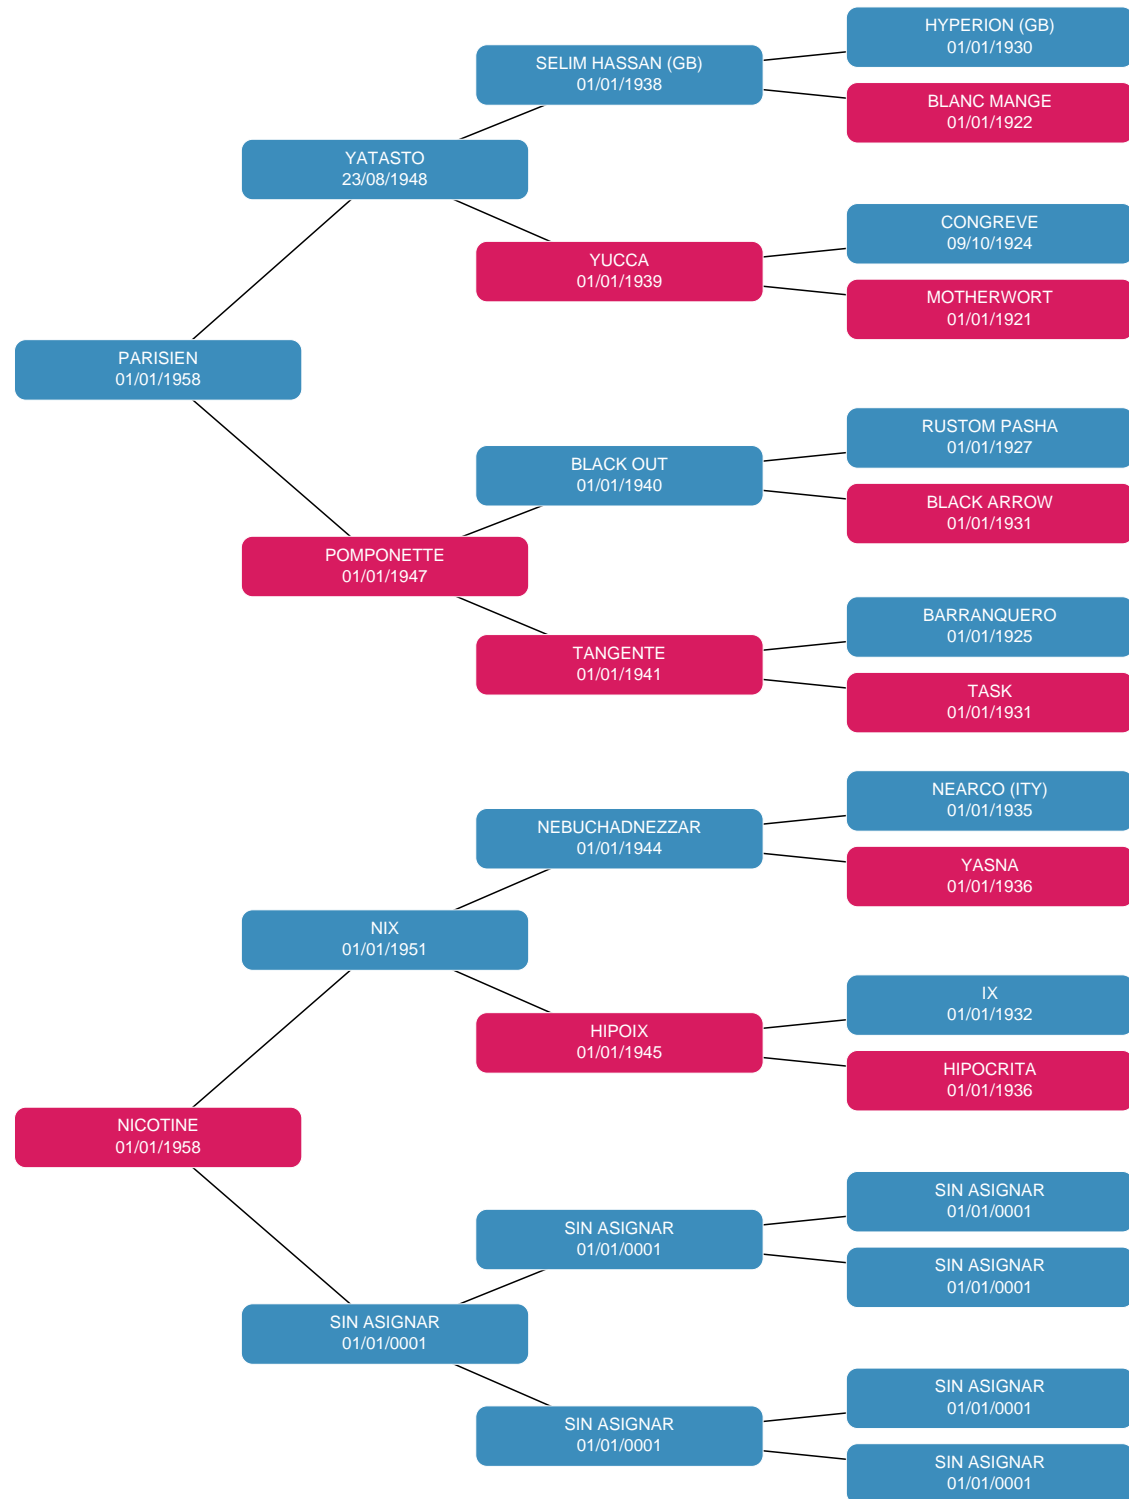 HYPERION (GB)
01/01/1930
SELIM HASSAN (GB)
01/01/1938
BLANC MANGE
01/01/1922
YATASTO
23/08/1948
CONGREVE
09/10/1924
YUCCA
01/01/1939
MOTHERWORT
01/01/1921
PARISIEN
01/01/1958
RUSTOM PASHA
01/01/1927
BLACK OUT
01/01/1940
BLACK ARROW
01/01/1931
POMPONETTE
01/01/1947
BARRANQUERO
01/01/1925
TANGENTE
01/01/1941
TASK
01/01/1931
NEARCO (ITY)
01/01/1935
NEBUCHADNEZZAR
01/01/1944
YASNA
01/01/1936
NIX
01/01/1951
IX
01/01/1932
HIPOIX
01/01/1945
HIPOCRITA
01/01/1936
NICOTINE
01/01/1958
SIN ASIGNAR
01/01/0001
SIN ASIGNAR
01/01/0001
SIN ASIGNAR
01/01/0001
SIN ASIGNAR
01/01/0001
SIN ASIGNAR
01/01/0001
SIN ASIGNAR
01/01/0001
SIN ASIGNAR
01/01/0001